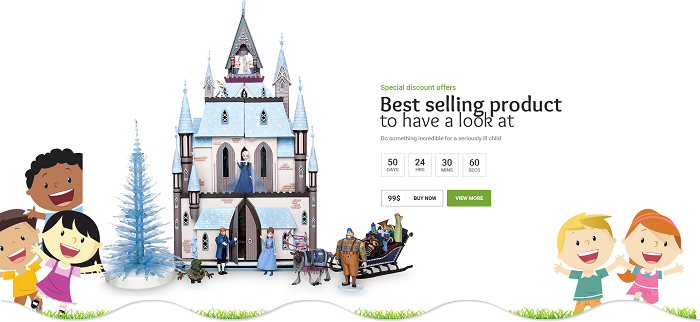 Special discount offers
Best selling product
to have a look at
Do something incredible for a seriously ill child
50 24 30 60
DAYS HRS MINS SECS
99$ BUY NOW VIEW MORE